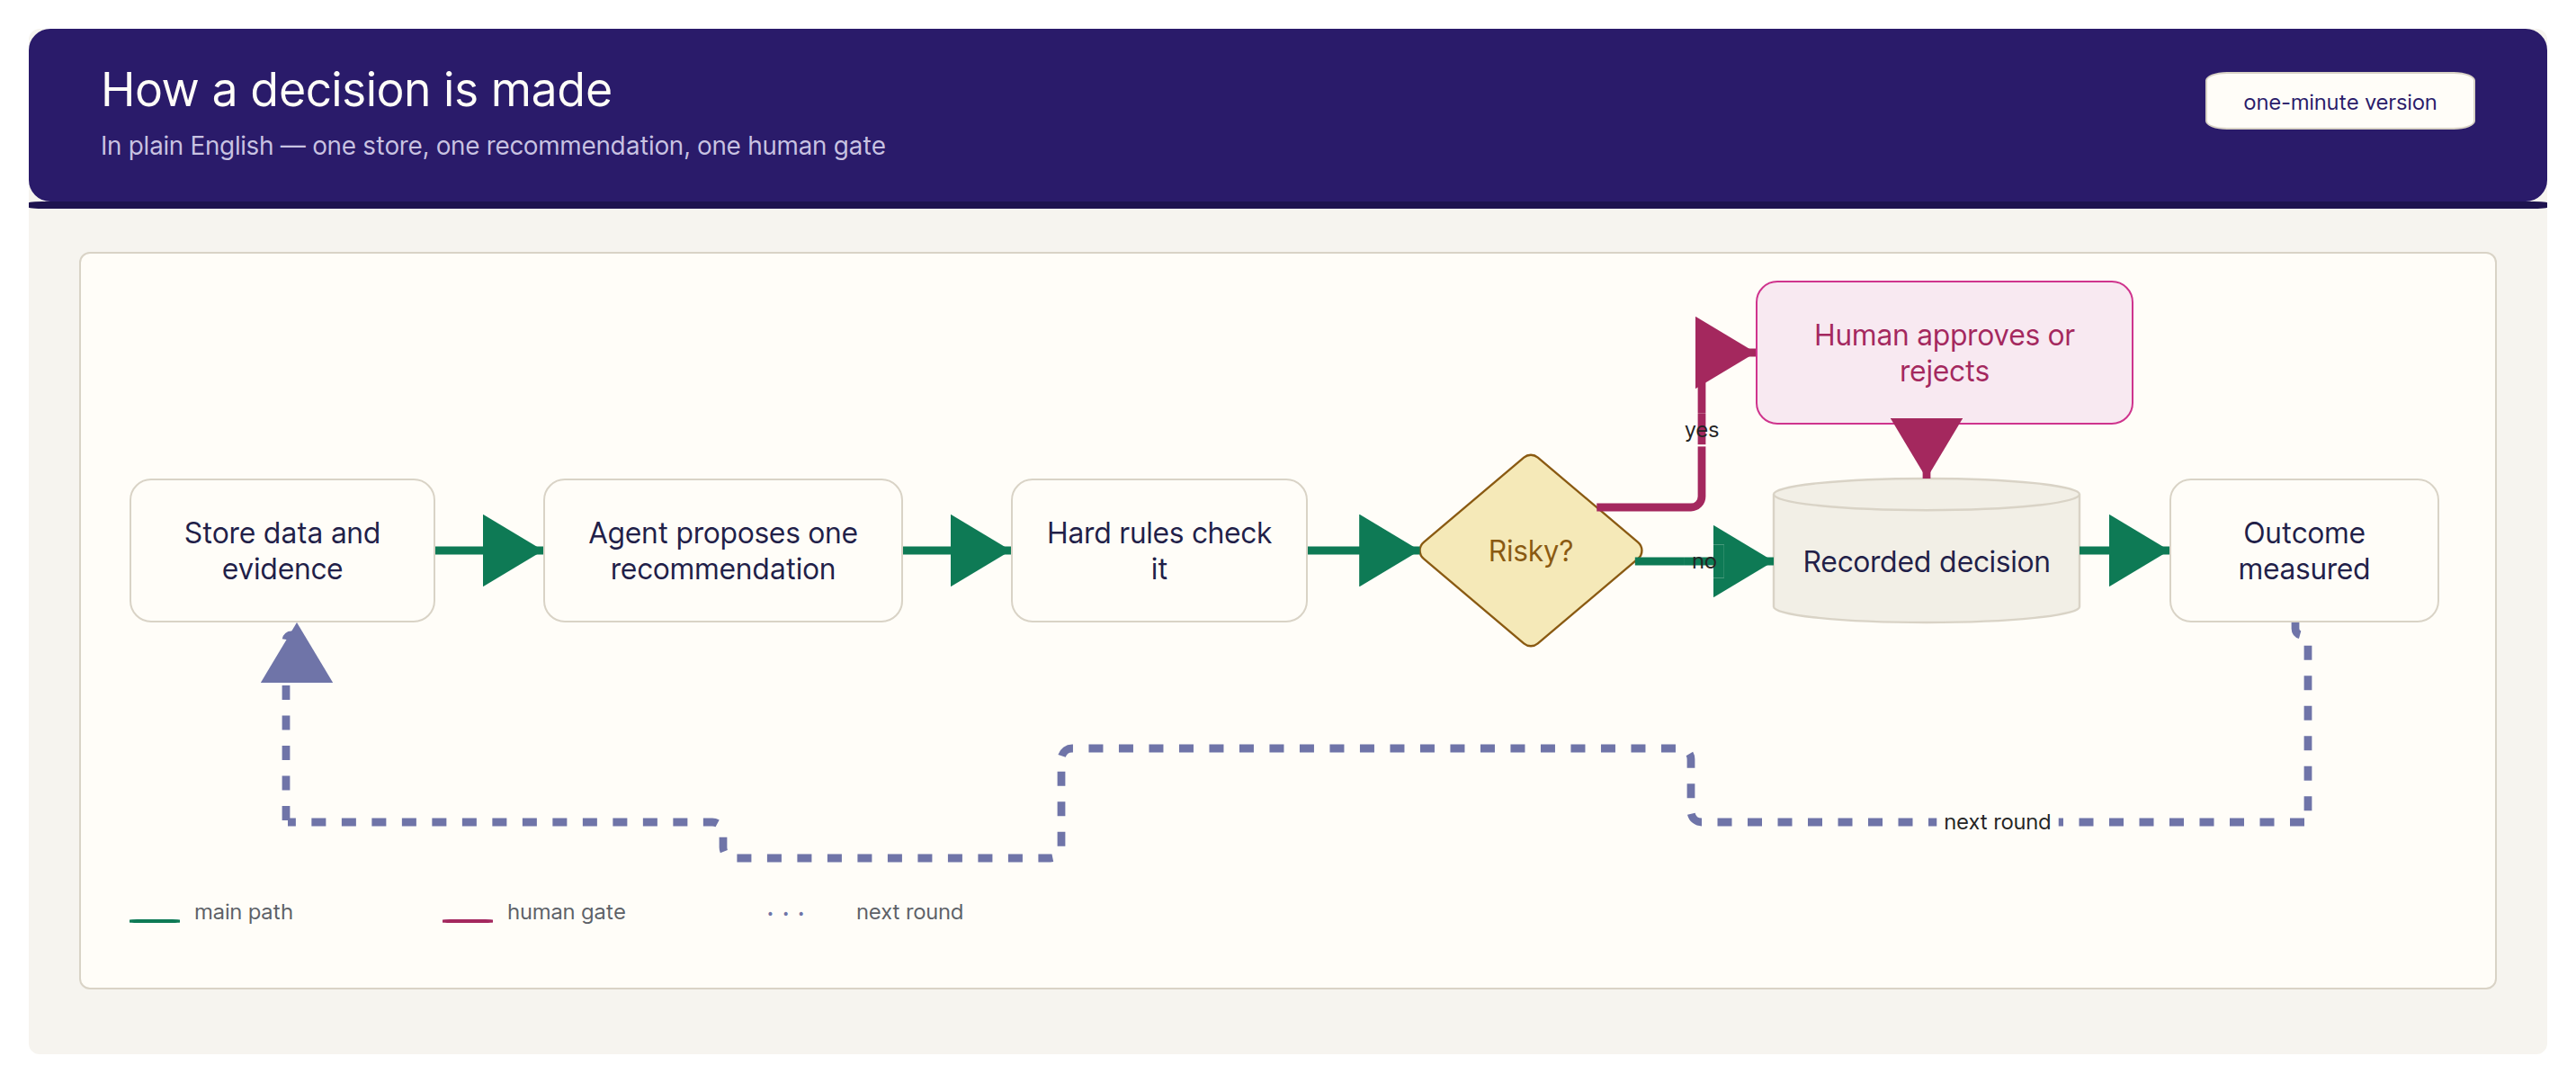 How a decision is made
In plain English — one store, one recommendation, one human gate
one-minute version
Human approves or
rejects
yes
Store data and
evidence
Agent proposes one
recommendation
Hard rules check
it
Risky?
no
Recorded decision
Outcome
measured
next round
main path
human gate
next round